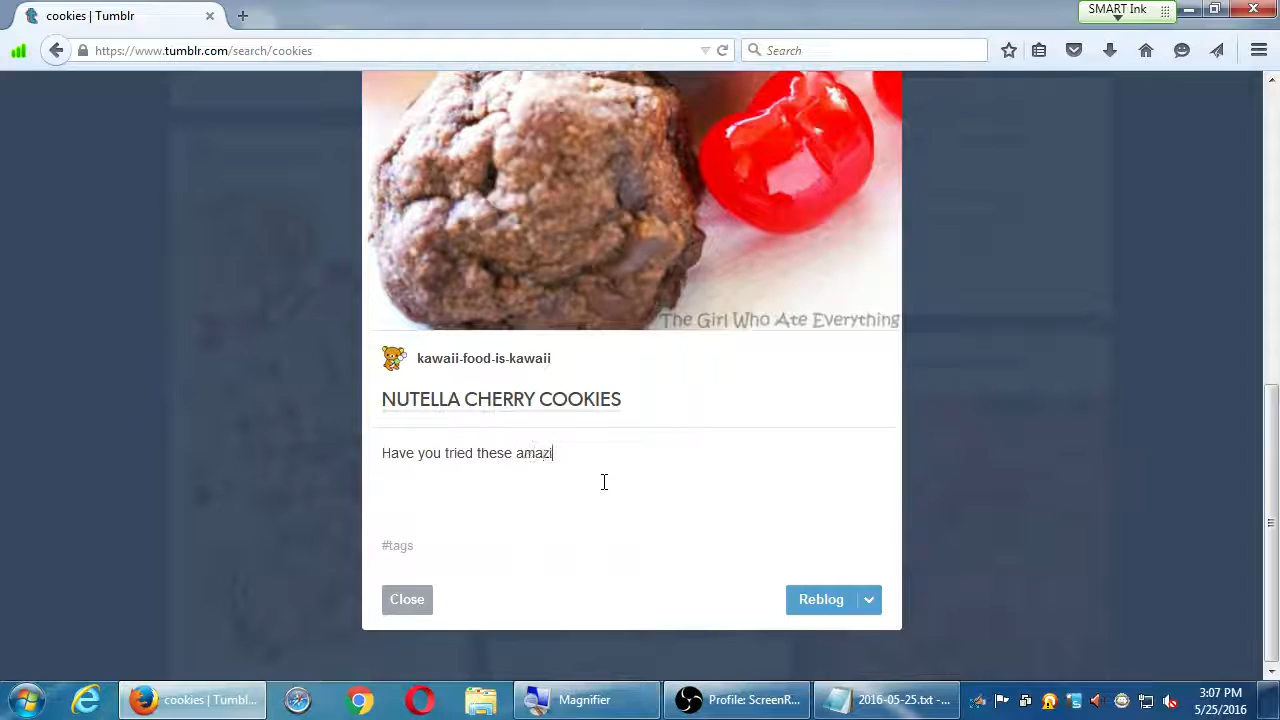 cookies | Tumblr
SMART Ink
https://www.tumblr.com/search/cookies
Search
The Girl Who Ate Everything
kawaii-food-is-kawaii
NUTELLA CHERRY COOKIES
Have you tried these amazi
#tags
Close
Reblog
cookies | Tumbl...
Magnifier
Profile: ScreenR...
2016-05-25.txt -...
3:07 PM
5/25/2016